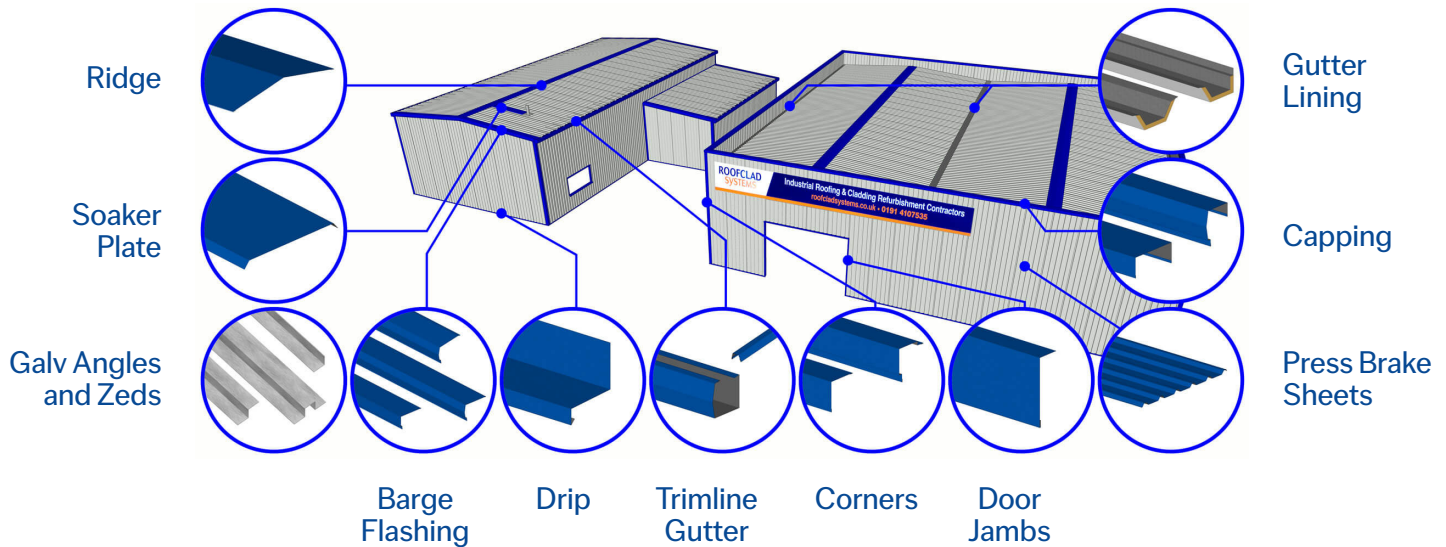 Ridge
Gutter
Lining
ROOFCLAD
SYSTEMS
Industrial Roofing & Cladding Refurbishment Contractors
roofcladsystems.co.uk • 0191 4107535
Soaker
Plate
Capping
Galv Angles
and Zeds
Press Brake
Sheets
Barge
Flashing
Drip
Trimline
Gutter
Corners
Door
Jambs